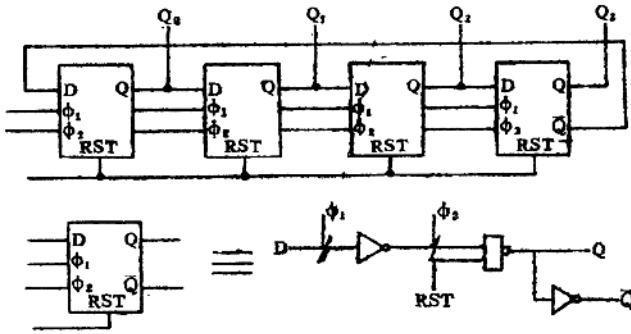 Q₀ Q₁ Q₂ Q₃
D Q D Q D Q D Q
ϕ₁ ϕ₁ ϕ₁ ϕ₁
ϕ₂ ϕ₂ ϕ₂ ϕ₂ Q̅
RST RST RST RST
D Q D ϕ₁ ϕ₂ Q
ϕ₁
ϕ₂ Q̅ RST Q̅
RST